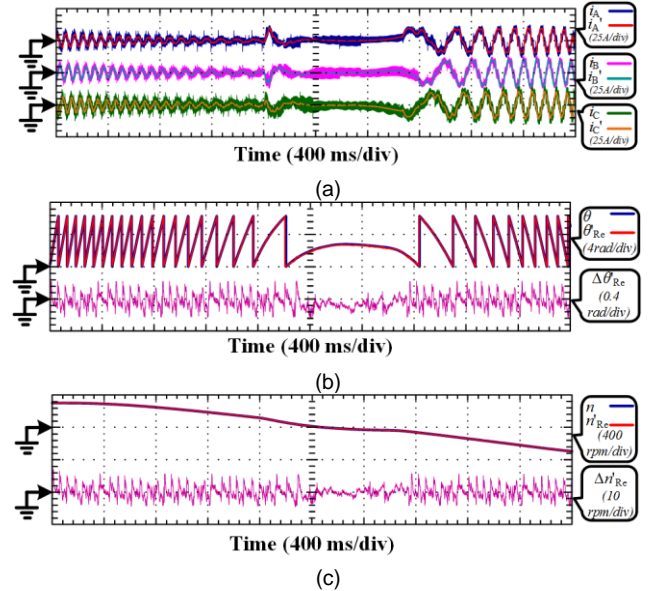 iA
iA'
(25A/div)
iB
iB'
(25A/div)
iC
iC'
(25A/div)
Time (400 ms/div)
(a)
θ
θ'Re
(4rad/div)
Δθ'Re
(0.4
rad/div)
Time (400 ms/div)
(b)
n
n'Re
(400
rpm/div)
Δn'Re
(10
rpm/div)
Time (400 ms/div)
(c)